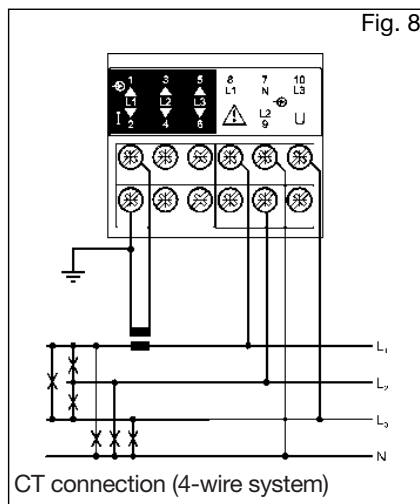 Fig. 8
1 3 5 8 7 10
L1 N L3
L1 L2 L3
I 2 4 6 L2 9 U
L1
L2
L3
N
CT connection (4-wire system)